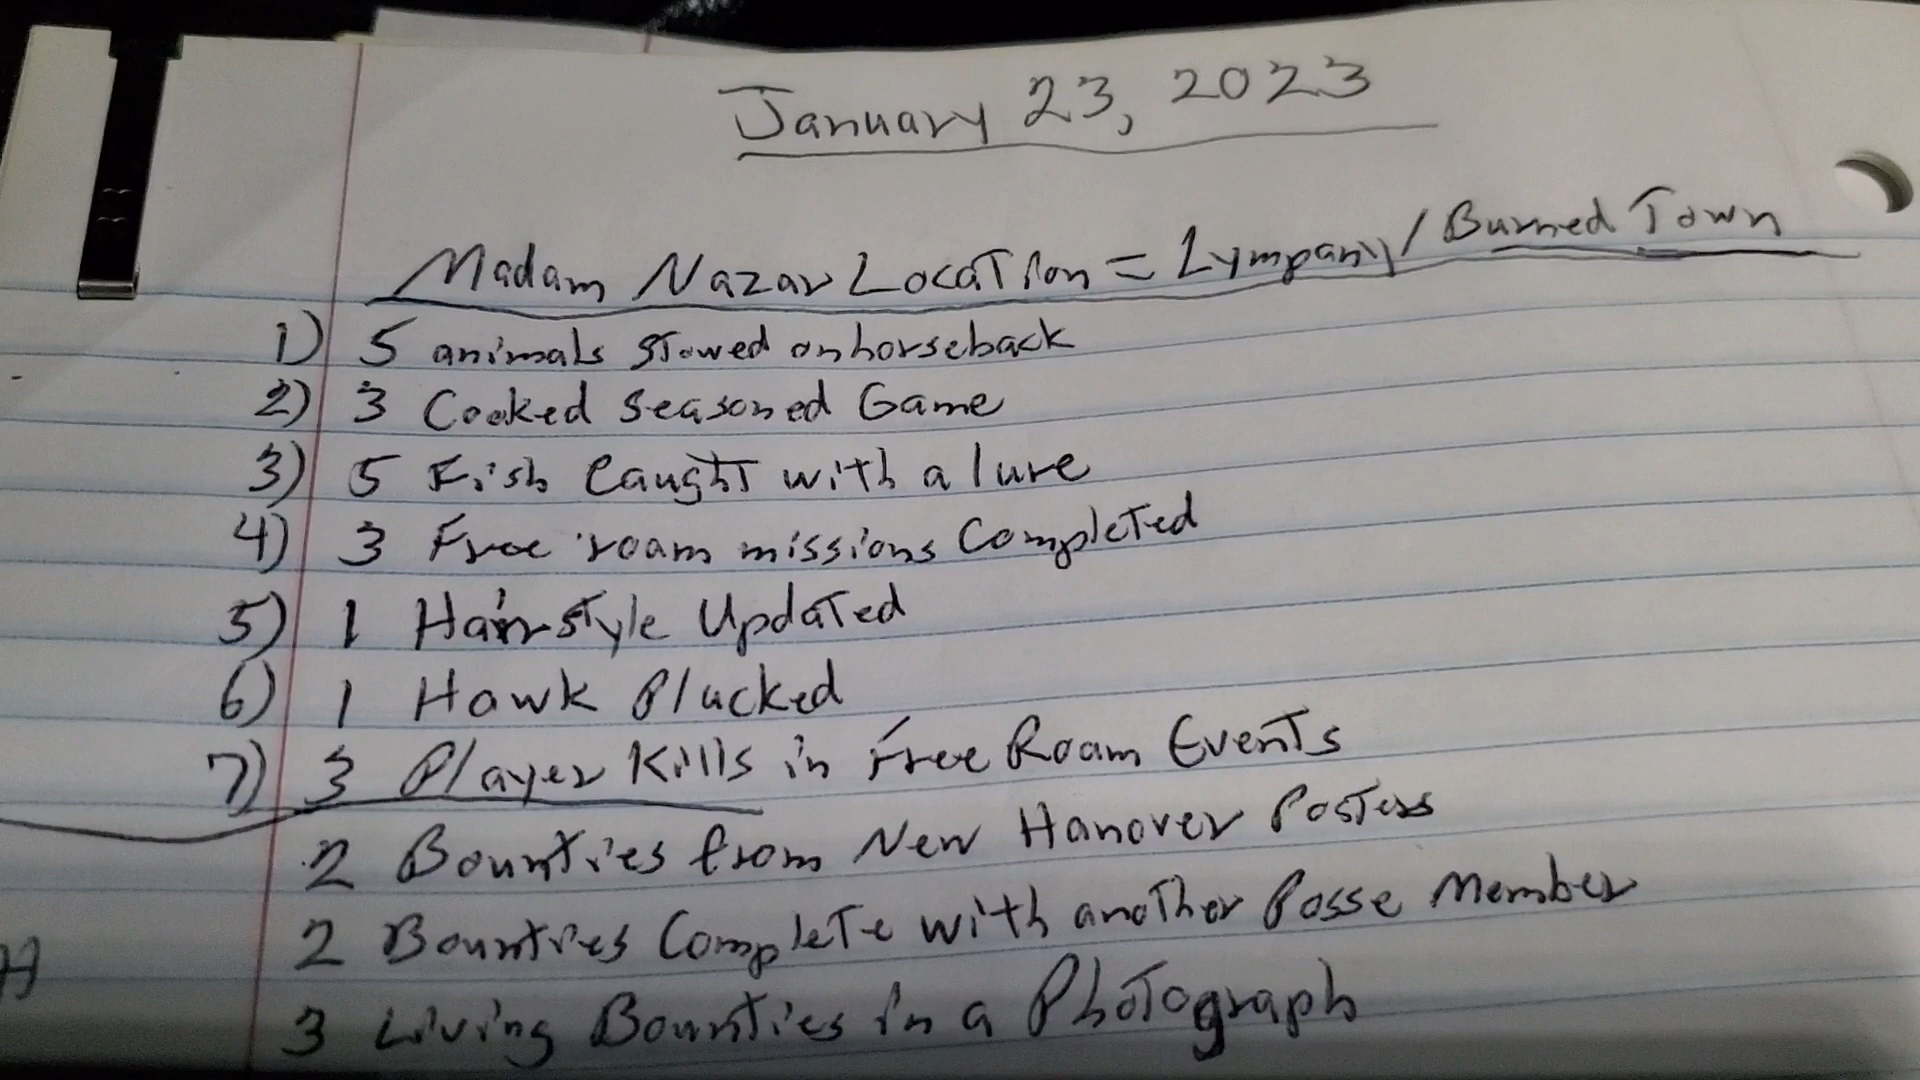 January 23, 2023
Madam Nazar Location = Lympany/Burned Town
1) 5 animals stowed on horseback
2) 3 Cooked Seasoned Game
3) 5 Fish Caught with a lure
4) 3 Free roam missions Completed
5) 1 Hairstyle Updated
6) 1 Hawk Plucked
7) 3 Player Kills in Free Roam Events
2 Bounties from New Hanover Posters
2 Bounties Complete with another Posse Member
3 Living Bounties in a Photograph